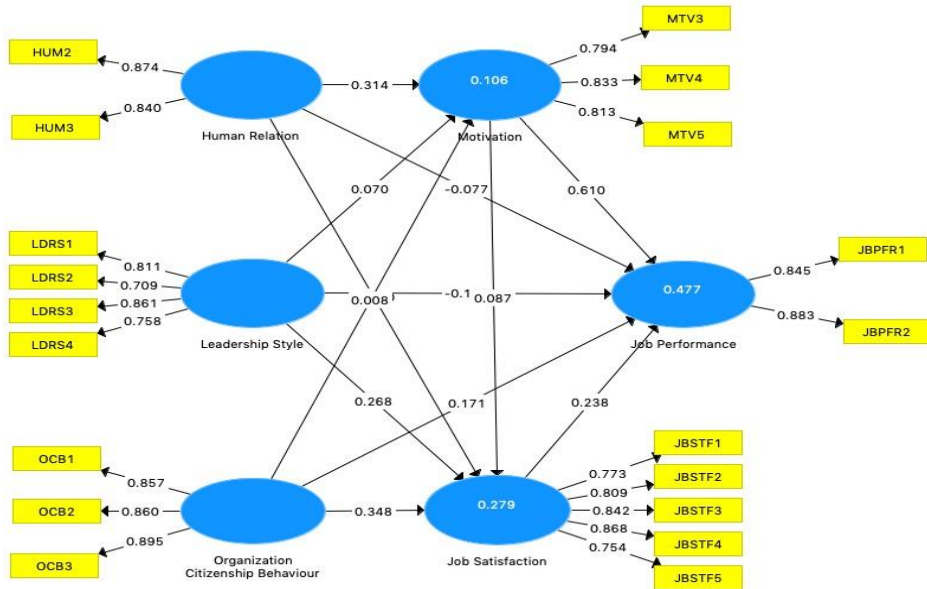 MTV3
HUM2
0.794
0.874
0.106
0.833
MTV4
0.314
0.840
0.813
HUM3
Human Relation
Motivation
MTV5
0.070
-0.077
0.610
LDRS1
0.811
JBPFR1
LDRS2
0.709
0.845
0.477
LDRS3
0.861
0.008
-0.1
0.087
0.883
0.758
JBPFR2
LDRS4
Leadership Style
Job Performance
0.268
0.171
0.238
JBSTF1
OCB1
0.773
0.857
JBSTF2
0.809
OCB2
0.860
0.348
0.279
0.842
JBSTF3
0.868
0.895
JBSTF4
0.754
OCB3
Organization
Citizenship Behaviour
Job Satisfaction
JBSTF5